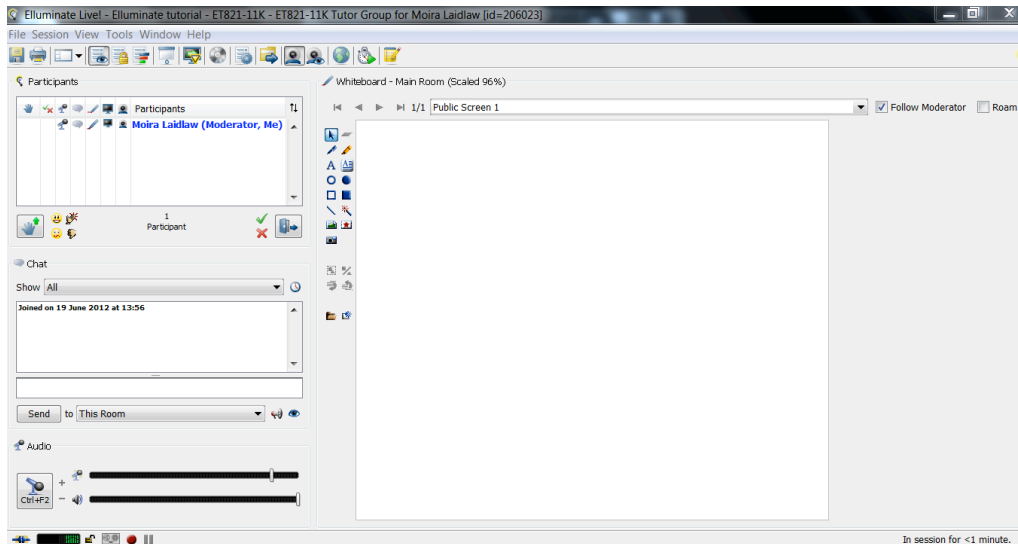 Elluminate Live! - Elluminate tutorial - ET821-11K - ET821-11K Tutor Group for Moira Laidlaw [id=206023]
File Session View Tools Window Help
Participants
Participants
Moira Laidlaw (Moderator, Me)
1
Participant
Chat
Show All
Joined on 19 June 2012 at 13:56
Send to This Room
Audio
Ctrl+F2
Whiteboard - Main Room (Scaled 96%)
1/1 Public Screen 1 Follow Moderator Roam
A A
In session for <1 minute.